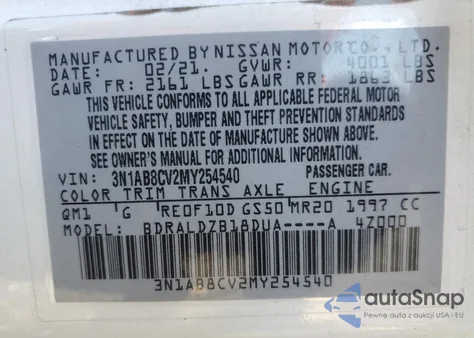 MANUFACTURED BY NISSAN MOTOR CO., LTD.
DATE: 02/21. GVWR: 4001 LBS
GAWR FR: 2161 LBS GAWR RR: 1863 LBS
THIS VEHICLE CONFORMS TO ALL APPLICABLE FEDERAL MOTOR
VEHICLE SAFETY, BUMPER AND THEFT PREVENTION STANDARDS
IN EFFECT ON THE DATE OF MANUFACTURE SHOWN ABOVE.
SEE OWNER'S MANUAL FOR ADDITIONAL INFORMATION.
VIN: 3N1AB8CV2MY254540 PASSENGER CAR.
COLOR TRIM TRANS AXLE ENGINE
QM1 G RE0F10D GS50 MR20 1997 CC
MODEL: BDRALDZB18DUA----A 4Z000
3N1AB8CV2MY254540
autoSnap
Pewne auta z aukcji USA i EU